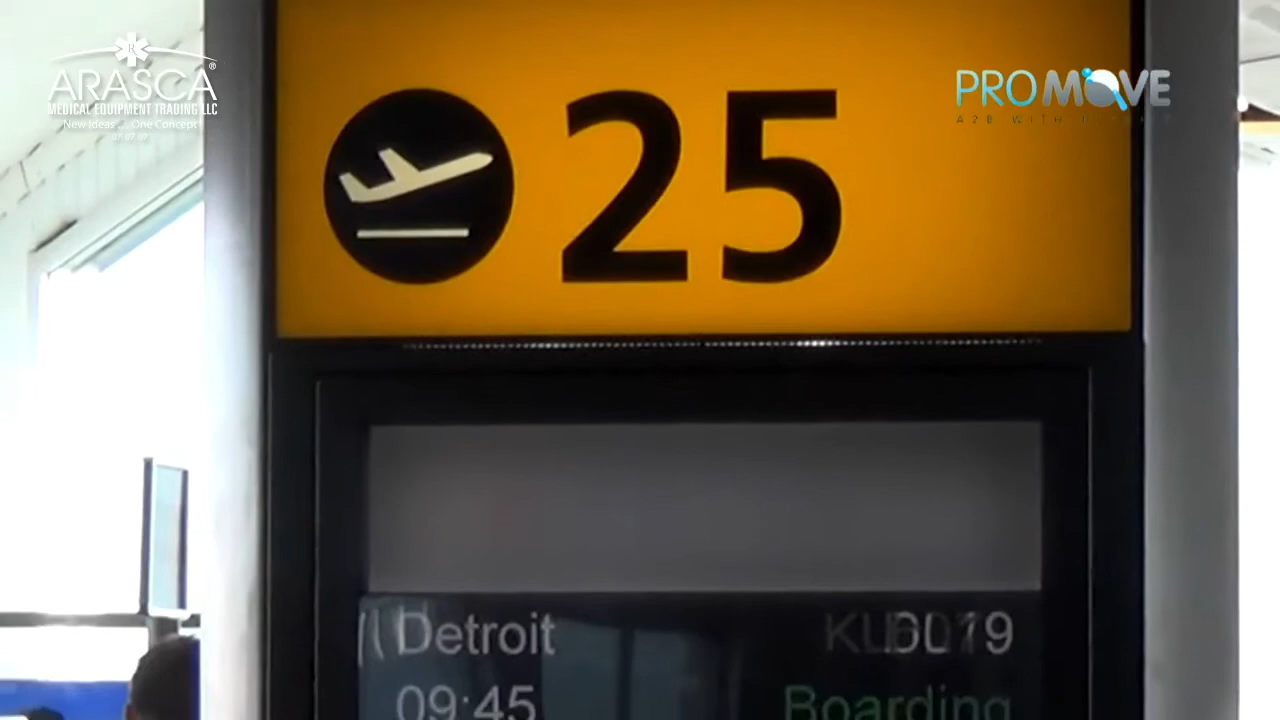 ARASCA®
MEDICAL EQUIPMENT TRADING LLC
New Ideas ... One Concept
PROMOVE
25
Detroit
09:45 Boarding